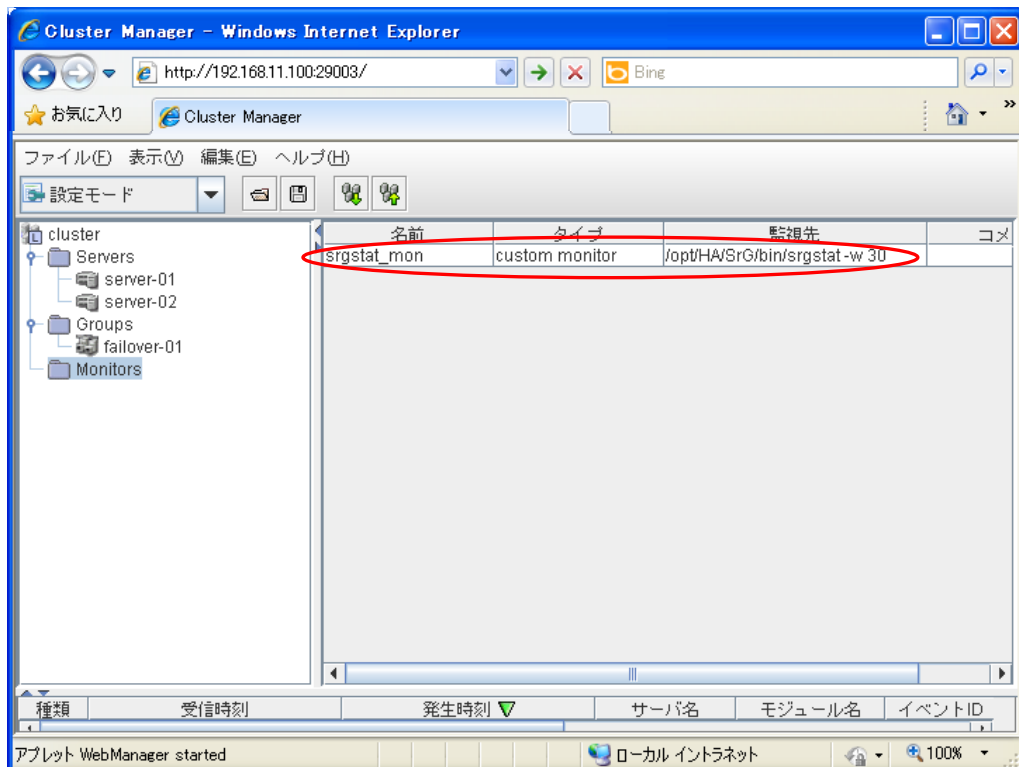 Cluster Manager - Windows Internet Explorer
http://192.168.11.100:29003/
Bing
お気に入り
Cluster Manager
ファイル(F) 表示(V) 編集(E) ヘルプ(H)
設定モード
cluster
Servers
server-01
server-02
Groups
failover-01
Monitors
名前 タイプ 監視先 コメ
srgstat_mon custom monitor /opt/HA/SrG/bin/srgstat -w 30
種類 受信時刻 発生時刻 サーバ名 モジュール名 イベントID
アプレット WebManager started ローカル イントラネット 100%